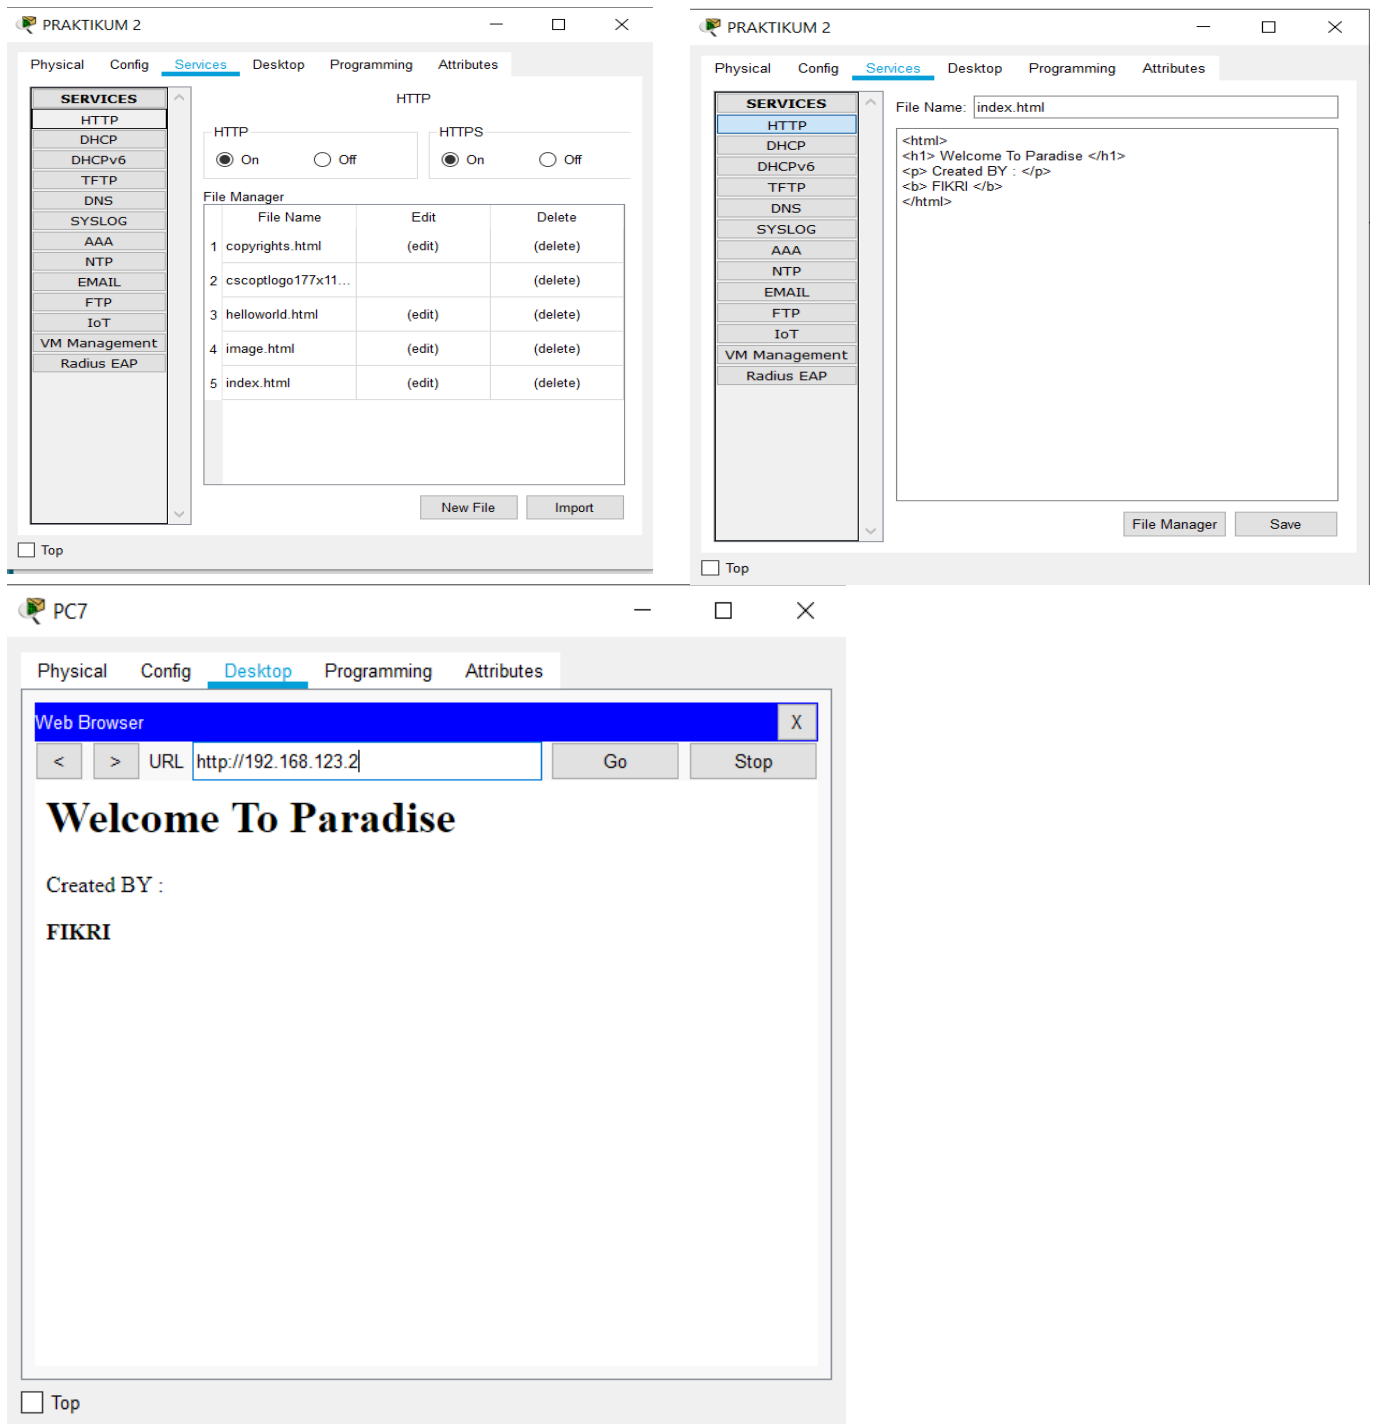 PRAKTIKUM 2
Physical Config Services Desktop Programming Attributes
SERVICES
HTTP
DHCP
DHCPv6
TFTP
DNS
SYSLOG
AAA
NTP
EMAIL
FTP
IoT
VM Management
Radius EAP
HTTP
HTTP
On Off
HTTPS
On Off
File Manager
File Name Edit Delete
1 copyrights.html (edit) (delete)
2 cscoptlogo177x11... (delete)
3 helloworld.html (edit) (delete)
4 image.html (edit) (delete)
5 index.html (edit) (delete)
New File Import
Top
PRAKTIKUM 2
Physical Config Services Desktop Programming Attributes
SERVICES
HTTP
DHCP
DHCPv6
TFTP
DNS
SYSLOG
AAA
NTP
EMAIL
FTP
IoT
VM Management
Radius EAP
File Name: index.html
<html>
<h1> Welcome To Paradise </h1>
<p> Created BY : </p>
<b> FIKRI </b>
</html>
File Manager Save
Top
PC7
Physical Config Desktop Programming Attributes
Web Browser X
< > URL http://192.168.123.2 Go Stop
Welcome To Paradise
Created BY :
FIKRI
Top